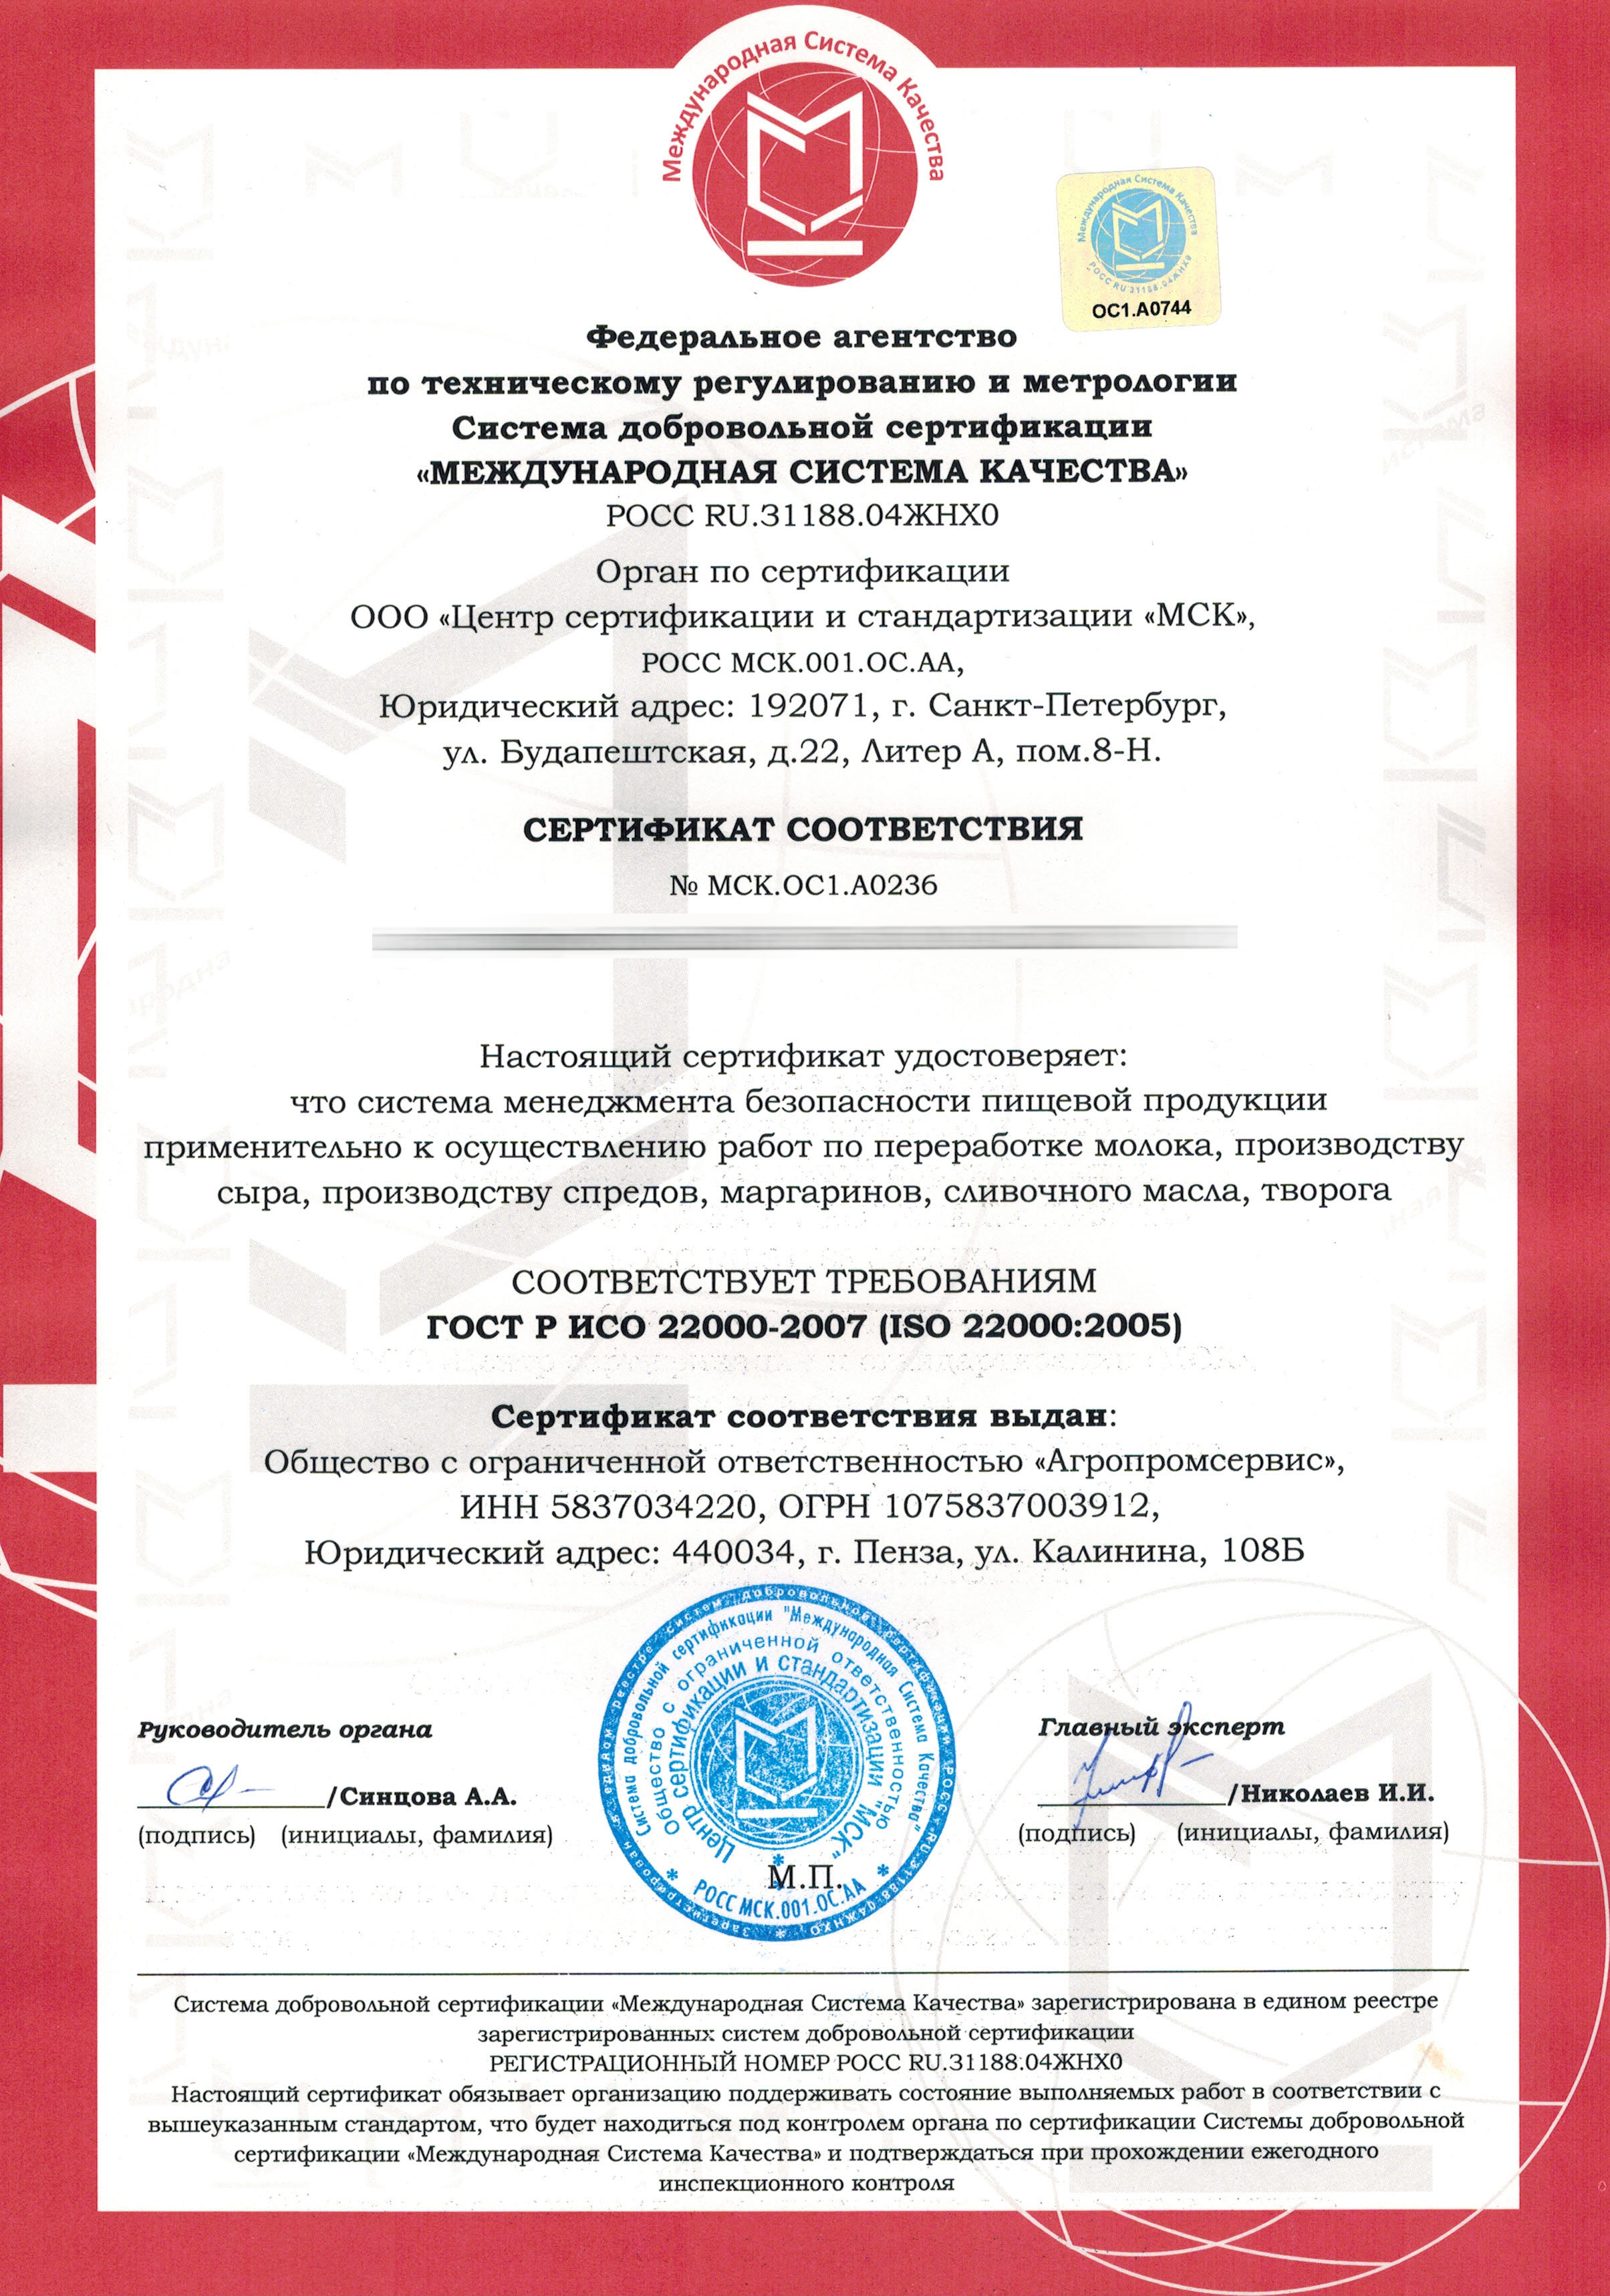 Международная Система Качества
Международная Система Качества
РОСС RU 31188.04ЖНХ0
ОС1.А0744
Федеральное агентство
по техническому регулированию и метрологии
Система добровольной сертификации
«МЕЖДУНАРОДНАЯ СИСТЕМА КАЧЕСТВА»
РОСС RU.31188.04ЖНХ0
Орган по сертификации
ООО «Центр сертификации и стандартизации «МСК»,
РОСС МСК.001.ОС.АА,
Юридический адрес: 192071, г. Санкт-Петербург,
ул. Будапештская, д.22, Литер А, пом.8-Н.
СЕРТИФИКАТ СООТВЕТСТВИЯ
№ МСК.ОС1.А0236
Настоящий сертификат удостоверяет:
что система менеджмента безопасности пищевой продукции
применительно к осуществлению работ по переработке молока, производству
сыра, производству спредов, маргаринов, сливочного масла, творога
СООТВЕТСТВУЕТ ТРЕБОВАНИЯМ
ГОСТ Р ИСО 22000-2007 (ISO 22000:2005)
Сертификат соответствия выдан:
Общество с ограниченной ответственностью «Агропромсервис»,
ИНН 5837034220, ОГРН 1075837003912,
Юридический адрес: 440034, г. Пенза, ул. Калинина, 108Б
Система добровольной сертификации "Международная Система Качества"
Общество с ограниченной ответственностью
Центр сертификации и стандартизации "МСК"
РОСС МСК.001.ОС.АА
М.П.
Руководитель органа
/Синцова А.А.
(подпись) (инициалы, фамилия)
Главный эксперт
/Николаев И.И.
(подпись) (инициалы, фамилия)
Система добровольной сертификации «Международная Система Качества» зарегистрирована в едином реестре
зарегистрированных систем добровольной сертификации
РЕГИСТРАЦИОННЫЙ НОМЕР РОСС RU.31188.04ЖНХ0
Настоящий сертификат обязывает организацию поддерживать состояние выполняемых работ в соответствии с
вышеуказанным стандартом, что будет находиться под контролем органа по сертификации Системы добровольной
сертификации «Международная Система Качества» и подтверждаться при прохождении ежегодного
инспекционного контроля